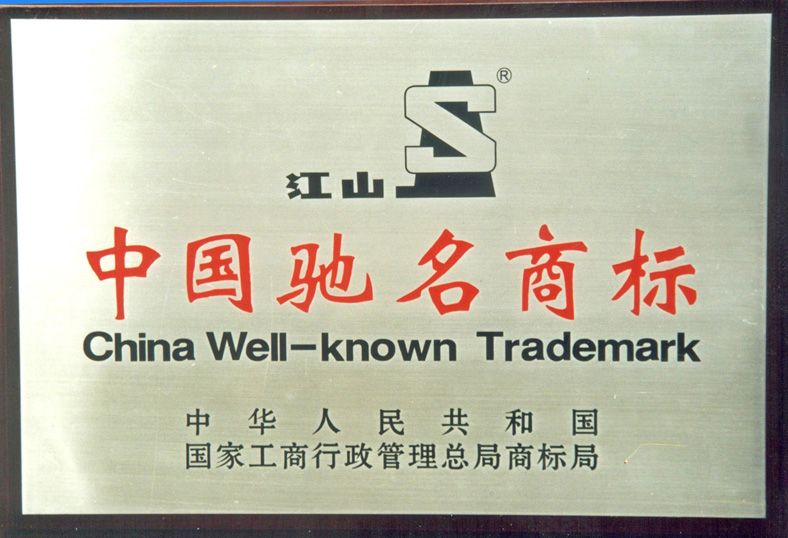 江山 S ®
中国驰名商标
China Well-known Trademark
中华人民共和国
国家工商行政管理总局商标局